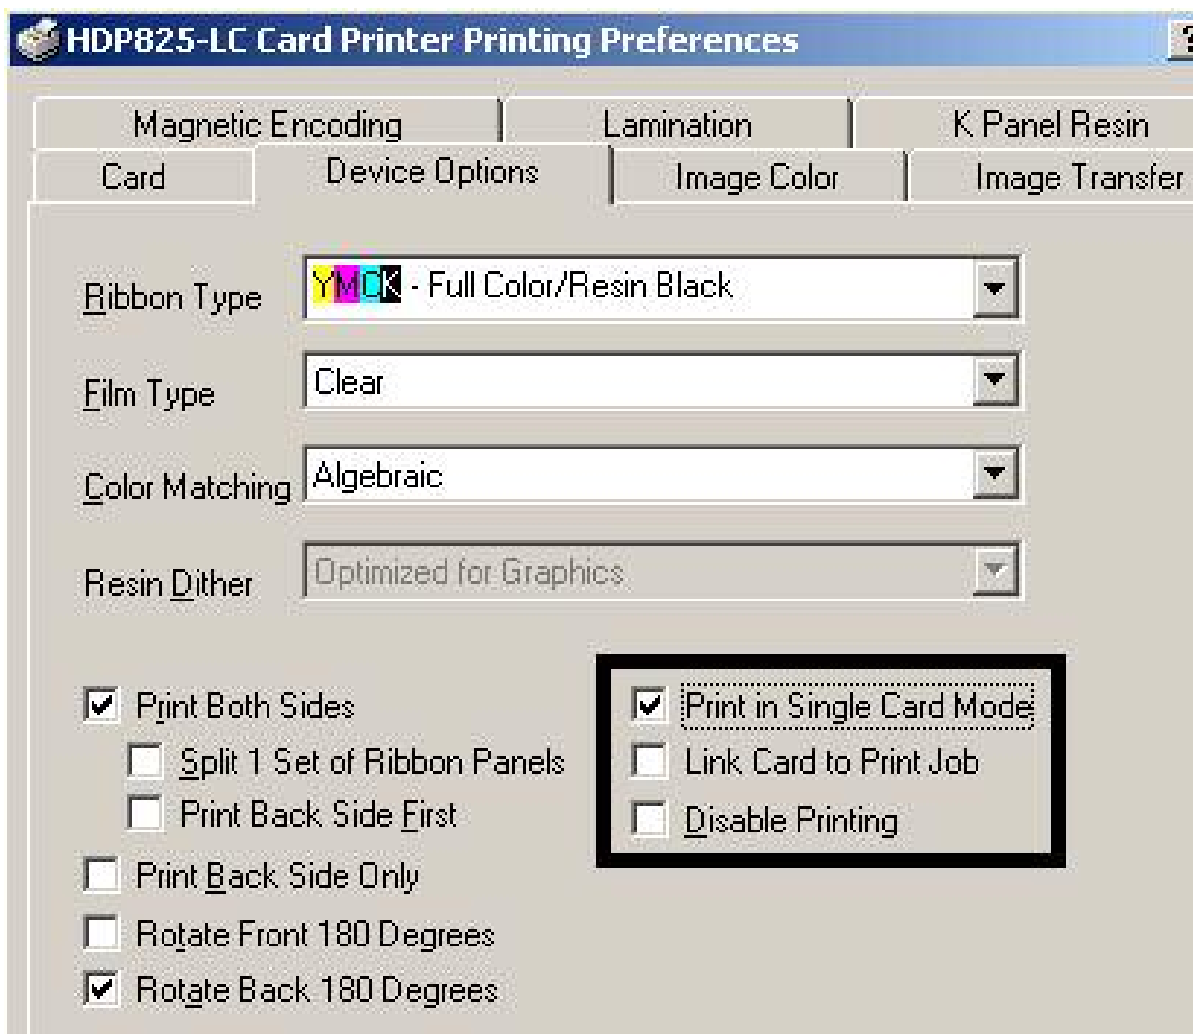 HDP825-LC Card Printer Printing Preferences
?
Magnetic Encoding
Lamination
K Panel Resin
Card
Device Options
Image Color
Image Transfer
Ribbon Type
YMCK - Full Color/Resin Black
Film Type
Clear
Color Matching
Algebraic
Resin Dither
Optimized for Graphics
Print Both Sides
Split 1 Set of Ribbon Panels
Print Back Side First
Print Back Side Only
Rotate Front 180 Degrees
Rotate Back 180 Degrees
Print in Single Card Mode
Link Card to Print Job
Disable Printing